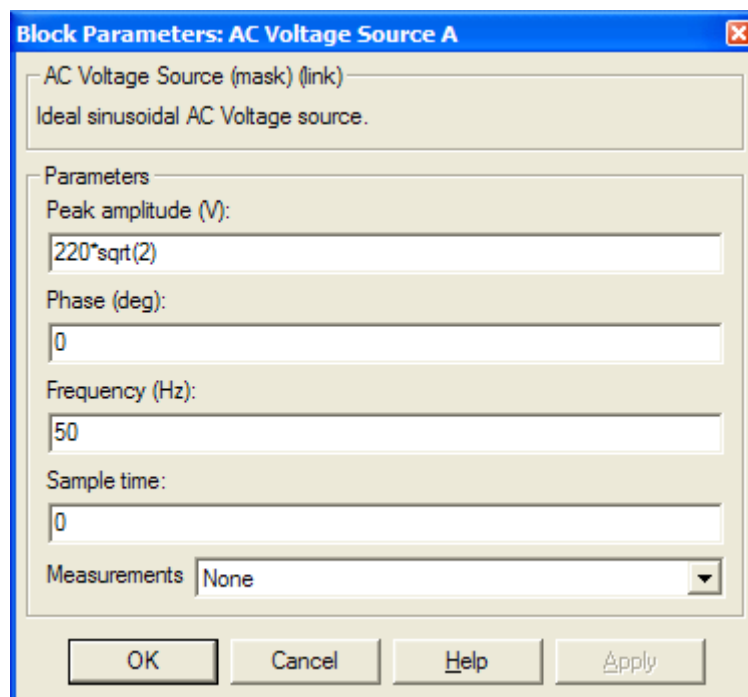 Block Parameters: AC Voltage Source A
AC Voltage Source (mask) (link)
Ideal sinusoidal AC Voltage source.
Parameters
Peak amplitude (V):
220*sqrt(2)
Phase (deg):
0
Frequency (Hz):
50
Sample time:
0
Measurements None
OK Cancel Help Apply